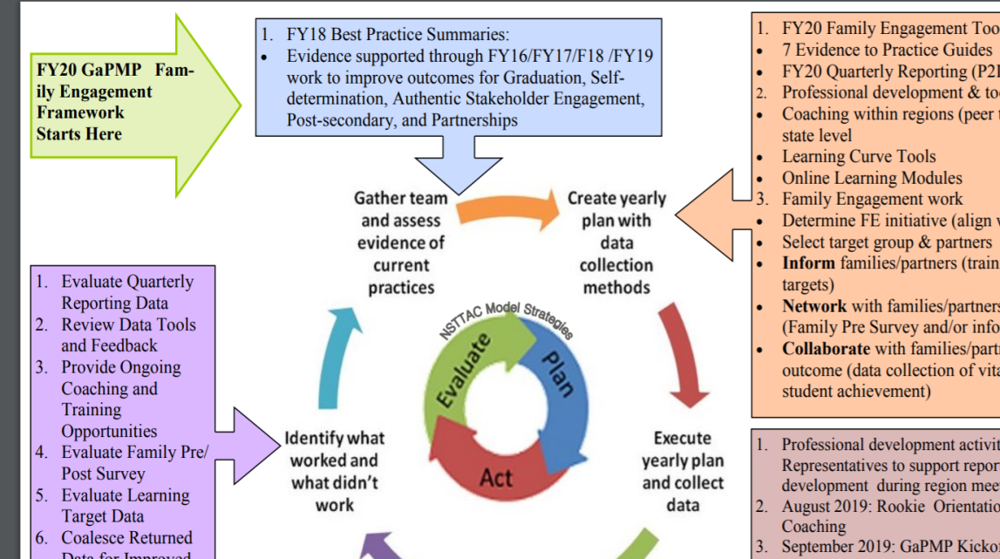 FY20 GaPMP Fam-
ily Engagement
Framework
Starts Here
1. FY18 Best Practice Summaries:
• Evidence supported through FY16/FY17/F18 /FY19
work to improve outcomes for Graduation, Self-
determination, Authentic Stakeholder Engagement,
Post-secondary, and Partnerships
1. FY20 Family Engagement
• 7 Evidence to Practice Guides
• FY20 Quarterly Reporting
2. Professional development &
• Coaching within regions (peer
state level
• Learning Curve Tools
• Online Learning Modules
3. Family Engagement work
• Determine FE initiative (align
• Select target group & partners
• Inform families/partners
targets)
• Network with families/partners
(Family Pre Survey and/or
• Collaborate with
outcome (data collection of
student achievement)
Gather team
and assess
evidence of
current
practices
Create yearly
plan with
data
collection
methods
NSTTAC Model Strategies
Evaluate
Plan
Act
1. Evaluate Quarterly
Reporting Data
2. Review Data Tools
and Feedback
3. Provide Ongoing
Coaching and
Training
Opportunities
4. Evaluate Family Pre/
Post Survey
5. Evaluate Learning
Target Data
6. Coalesce Returned
Data for Improved
Identify what
worked and
what didn't
work
Execute
yearly plan
and collect
data
1. Professional development
Representatives to support
development during region
2. August 2019: Rookie
Coaching
3. September 2019: GaPMP